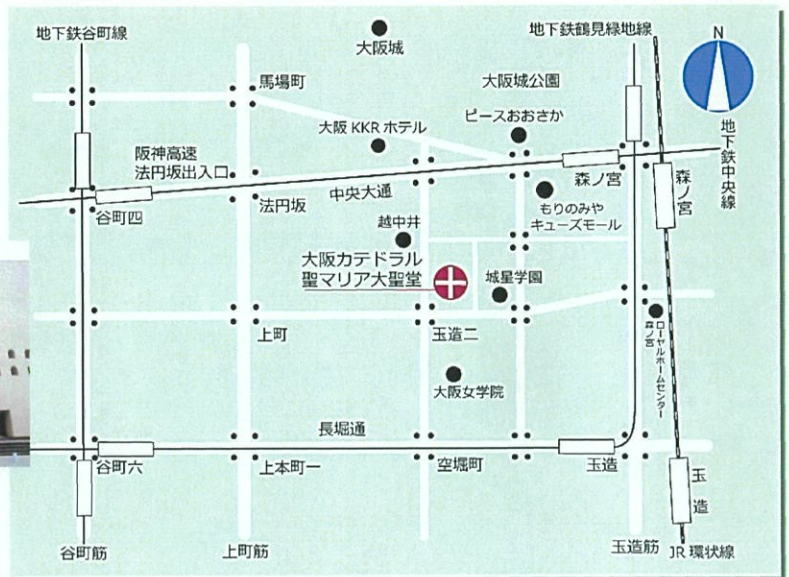 地下鉄谷町線
大阪城
地下鉄鶴見緑地線
N
馬場町
大阪城公園
大阪 KKR ホテル
ピースおおさか
地下鉄中央線
阪神高速
法円坂出入口
谷町四
法円坂
中央大通
森ノ宮
森ノ宮
もりのみや
キューズモール
越中井
大阪カテドラル
聖マリア大聖堂
城星学園
上町
玉造二
ローヤルホームセンター
森ノ宮
大阪女学院
長堀通
谷町六
上本町一
空堀町
玉造
玉造
谷町筋
上町筋
玉造筋
JR 環状線